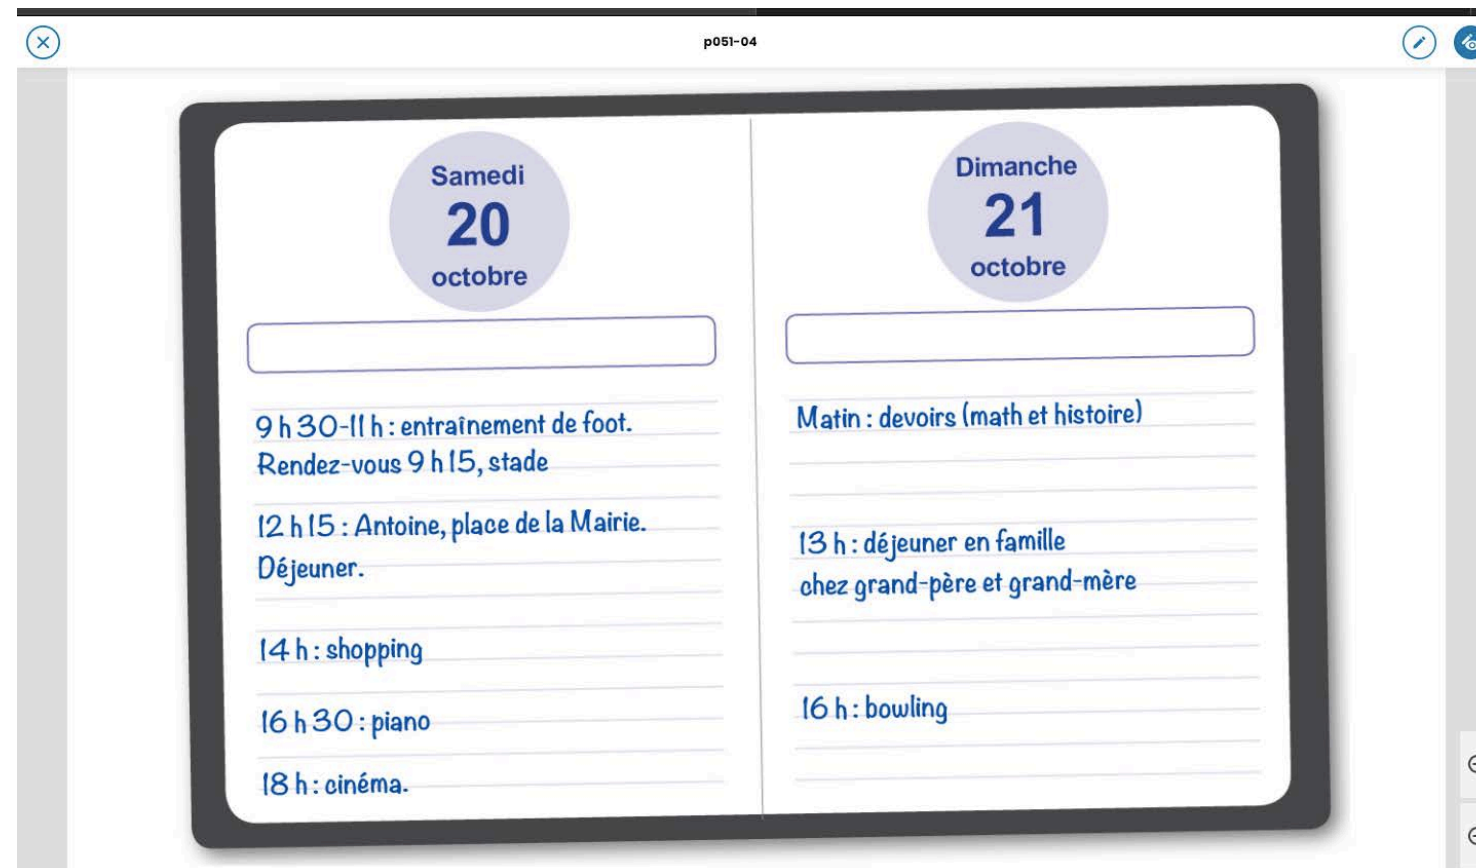 p051-04
Samedi
20
octobre
9 h 30-11 h : entraînement de foot.
Rendez-vous 9 h 15, stade
12 h 15 : Antoine, place de la Mairie.
Déjeuner.
14 h : shopping
16 h 30 : piano
18 h : cinéma.
Dimanche
21
octobre
Matin : devoirs (math et histoire)
13 h : déjeuner en famille
chez grand-père et grand-mère
16 h : bowling